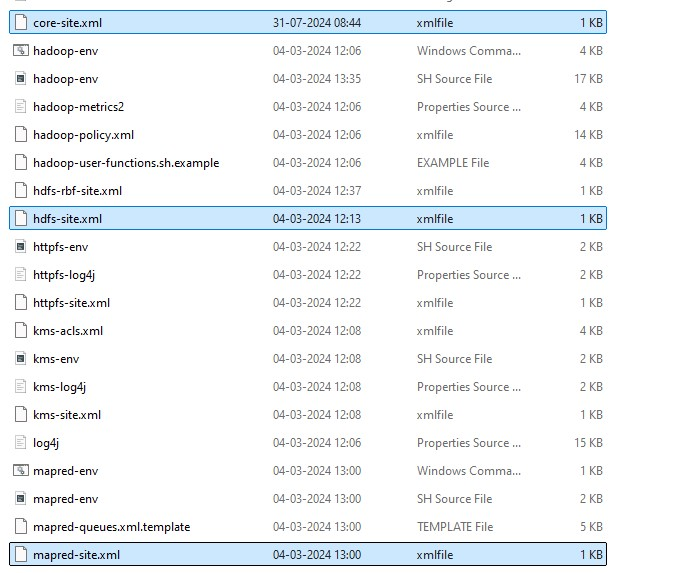 core-site.xml 31-07-2024 08:44 xmlfile 1 KB
hadoop-env 04-03-2024 12:06 Windows Comma... 4 KB
hadoop-env 04-03-2024 13:35 SH Source File 17 KB
hadoop-metrics2 04-03-2024 12:06 Properties Source ... 4 KB
hadoop-policy.xml 04-03-2024 12:06 xmlfile 14 KB
hadoop-user-functions.sh.example 04-03-2024 12:06 EXAMPLE File 4 KB
hdfs-rbf-site.xml 04-03-2024 12:37 xmlfile 1 KB
hdfs-site.xml 04-03-2024 12:13 xmlfile 1 KB
httpfs-env 04-03-2024 12:22 SH Source File 2 KB
httpfs-log4j 04-03-2024 12:22 Properties Source ... 2 KB
httpfs-site.xml 04-03-2024 12:22 xmlfile 1 KB
kms-acls.xml 04-03-2024 12:08 xmlfile 4 KB
kms-env 04-03-2024 12:08 SH Source File 2 KB
kms-log4j 04-03-2024 12:08 Properties Source ... 2 KB
kms-site.xml 04-03-2024 12:08 xmlfile 1 KB
log4j 04-03-2024 12:06 Properties Source ... 15 KB
mapred-env 04-03-2024 13:00 Windows Comma... 1 KB
mapred-env 04-03-2024 13:00 SH Source File 2 KB
mapred-queues.xml.template 04-03-2024 13:00 TEMPLATE File 5 KB
mapred-site.xml 04-03-2024 13:00 xmlfile 1 KB